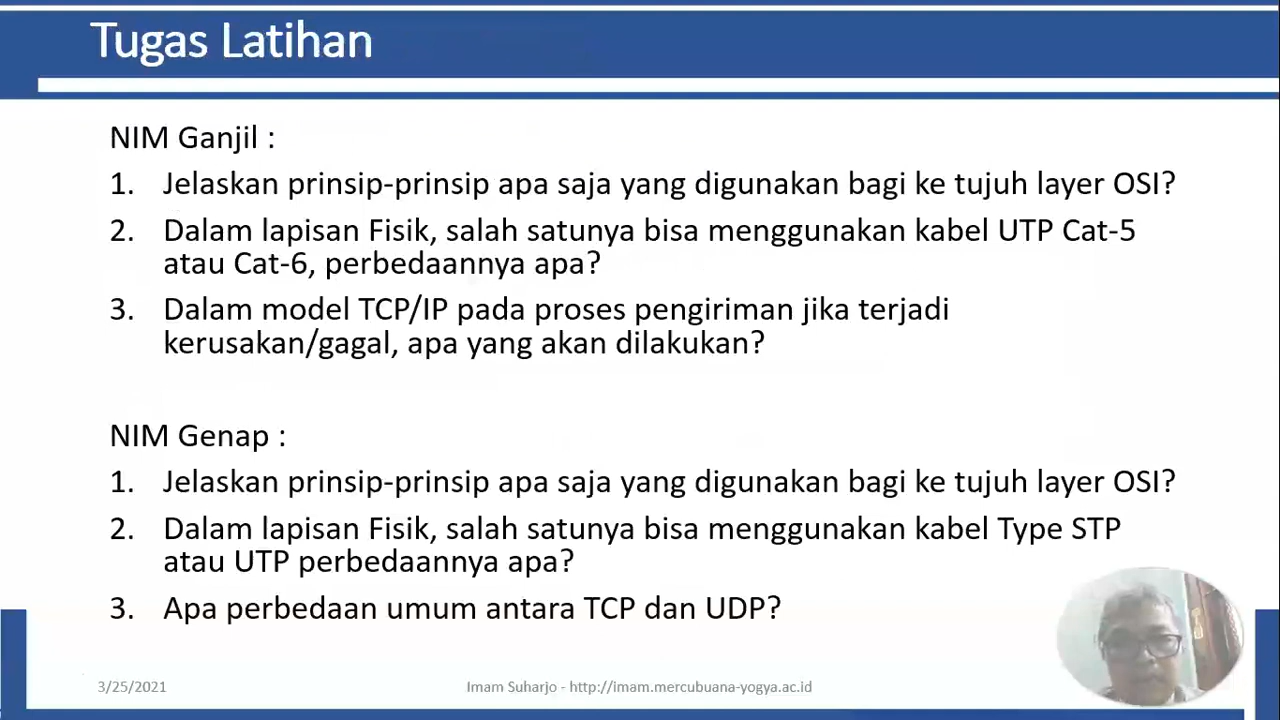 Tugas Latihan
NIM Ganjil :
1. Jelaskan prinsip-prinsip apa saja yang digunakan bagi ke tujuh layer OSI?
2. Dalam lapisan Fisik, salah satunya bisa menggunakan kabel UTP Cat-5
atau Cat-6, perbedaannya apa?
3. Dalam model TCP/IP pada proses pengiriman jika terjadi
kerusakan/gagal, apa yang akan dilakukan?
NIM Genap :
1. Jelaskan prinsip-prinsip apa saja yang digunakan bagi ke tujuh layer OSI?
2. Dalam lapisan Fisik, salah satunya bisa menggunakan kabel Type STP
atau UTP perbedaannya apa?
3. Apa perbedaan umum antara TCP dan UDP?
3/25/2021
Imam Suharjo - http://imam.mercubuana-yogya.ac.id